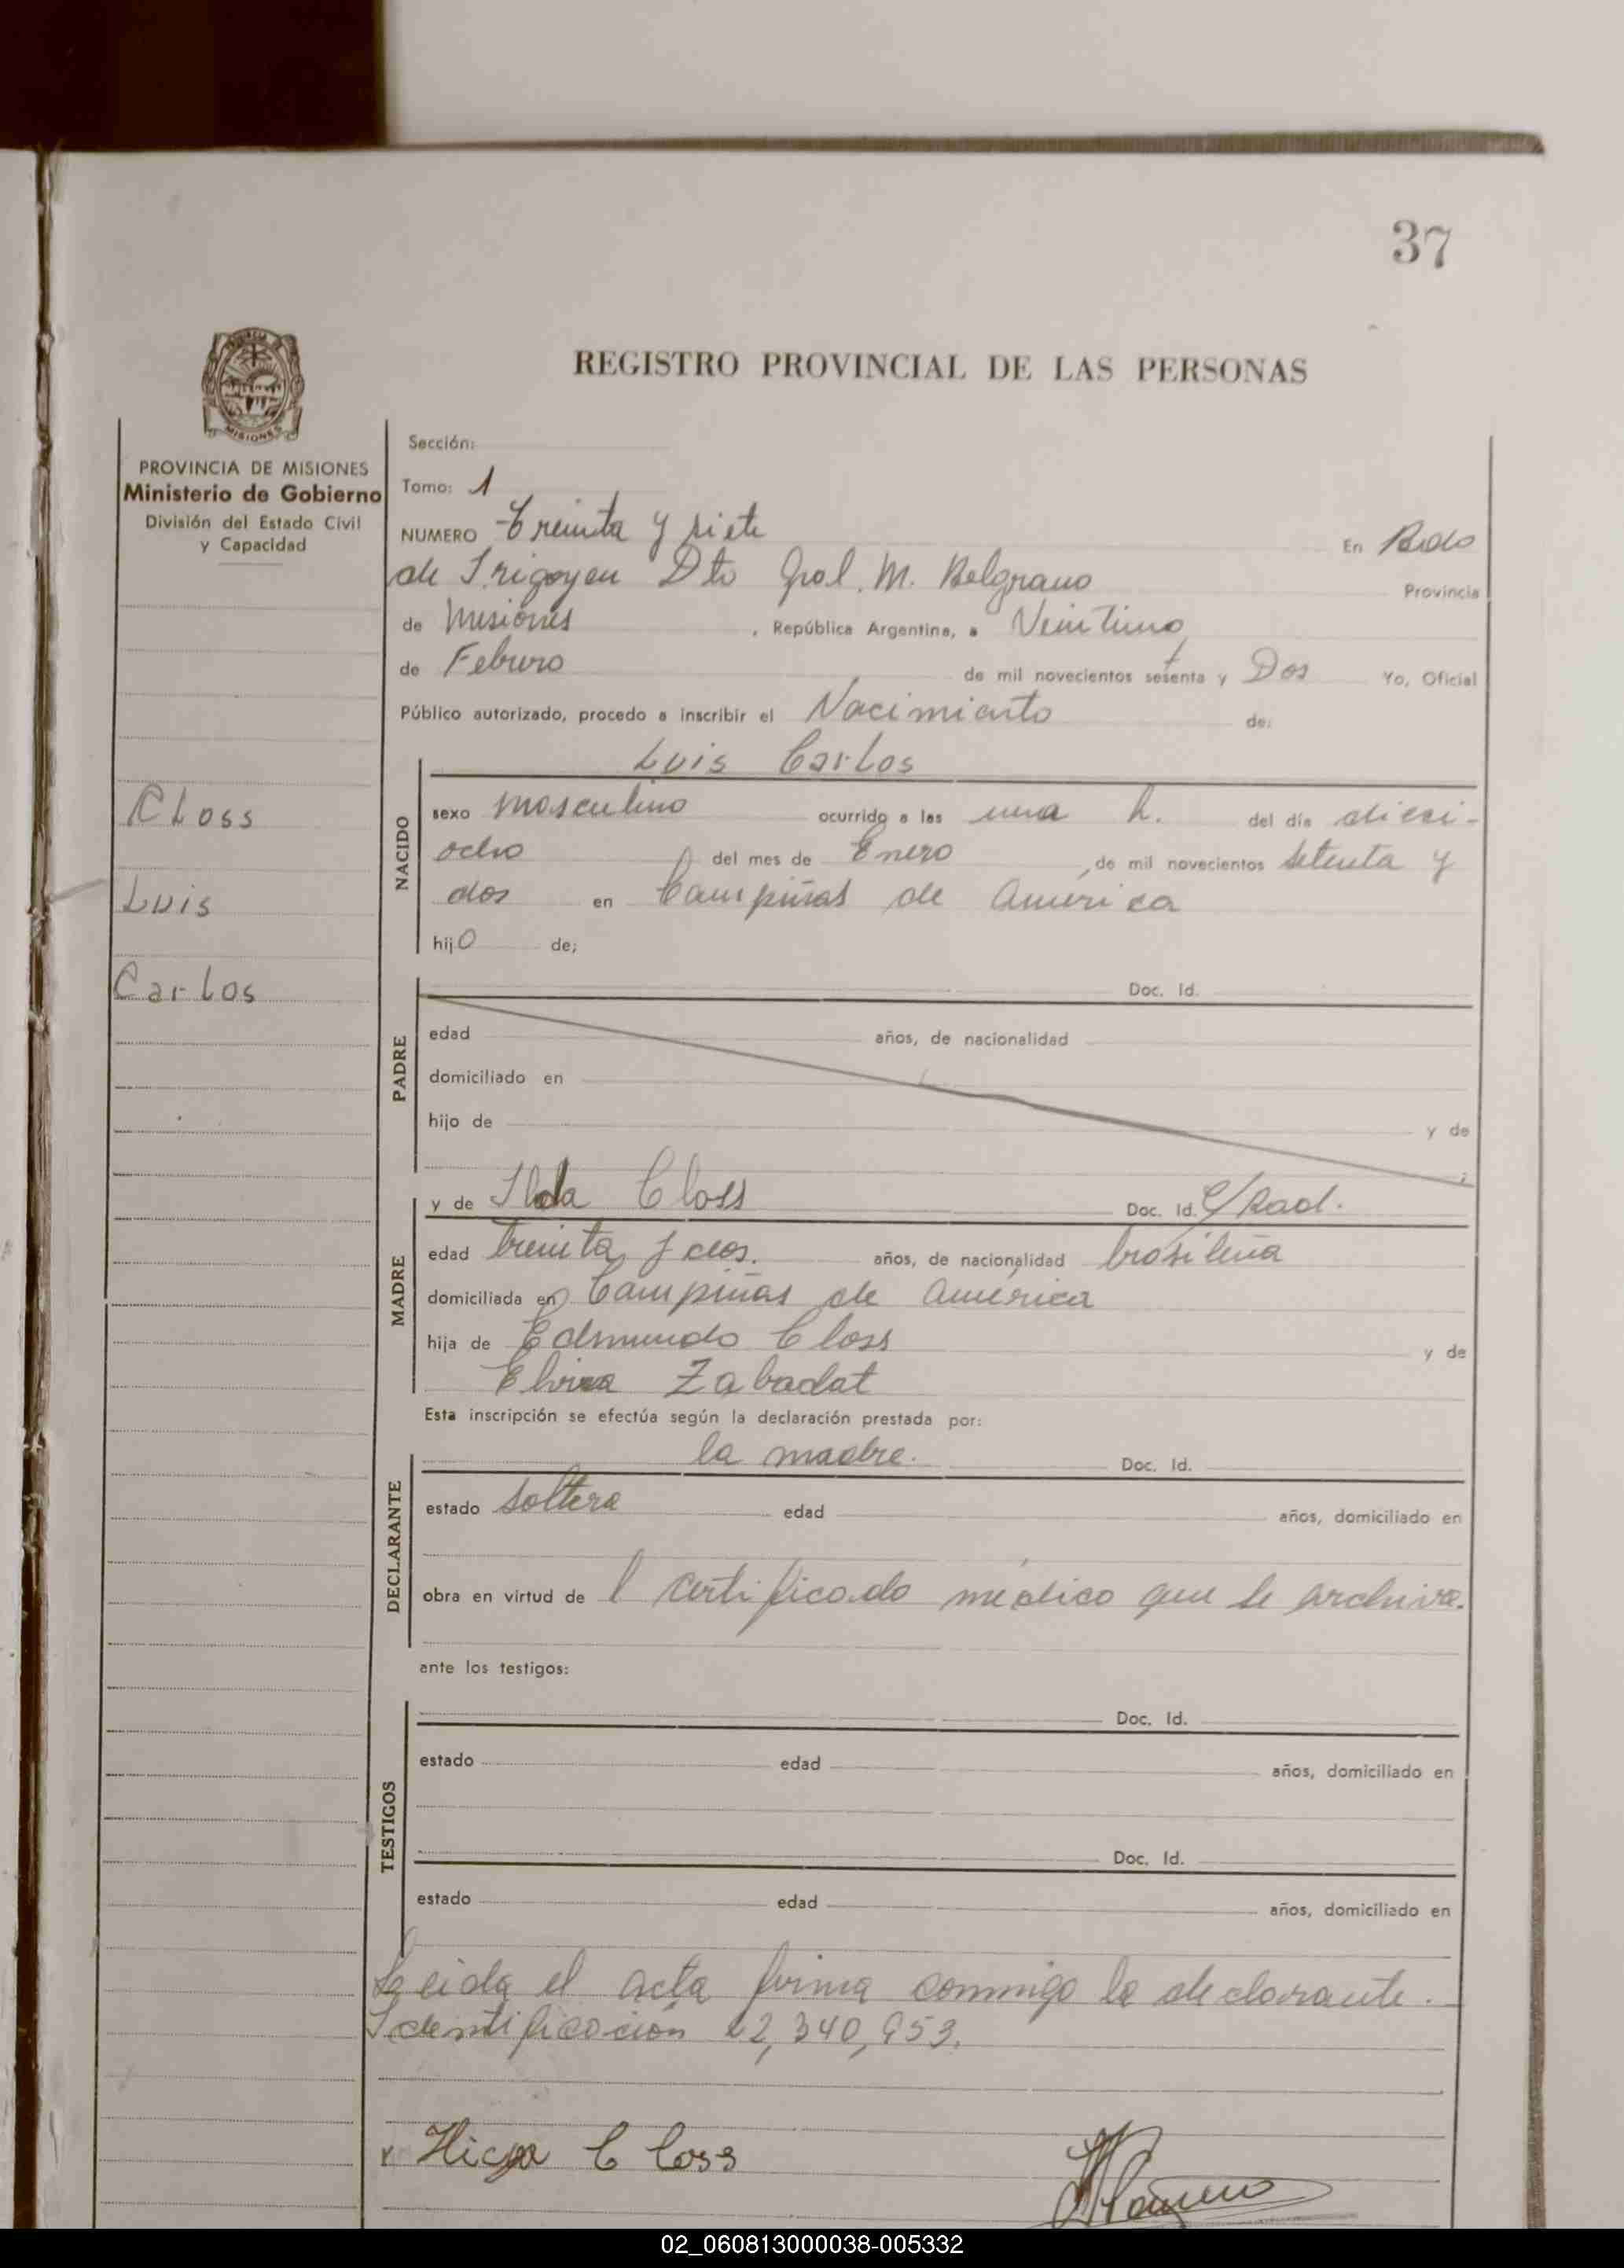 37
REGISTRO PROVINCIAL DE LAS PERSONAS
MISIONES
PROVINCIA DE MISIONES
Ministerio de Gobierno
División del Estado Civil
y Capacidad
CLoss
Luis
Carlos
Sección:
Tomo: 1
NUMERO Treinta y siete En Bdo
de Irigoyen Dto Gral. M. Belgrano Provincia
de Misiones , República Argentina, a Veintiuno
de Febrero de mil novecientos setenta y Dos Yo, Oficial
Público autorizado, procedo a inscribir el Nacimiento de:
Luis Carlos
NACIDO
sexo masculino ocurrido a las una h. del día dieci-
ocho del mes de Enero , de mil novecientos setenta y
dos en Campiñas de America
hijo de;
PADRE
Doc. Id.
edad años, de nacionalidad
domiciliado en
hijo de y de
;
MADRE
y de Ilda Closs Doc. Id. C/Rad.
edad treinta y dos. años, de nacionalidad brasileña
domiciliada en Campiñas de América
hija de Edmundo Closs y de
Elvira Zabadat
Esta inscripción se efectúa según la declaración prestada por:
DECLARANTE
la madre. Doc. Id.
estado soltera edad años, domiciliado en
obra en virtud de l certificado médico que se archiva.
ante los testigos:
TESTIGOS
Doc. Id.
estado edad años, domiciliado en
Doc. Id.
estado edad años, domiciliado en
Leida el acta firma conmigo la declarante.
Identificación 2,340,953.
Closs
02_060813000038-005332